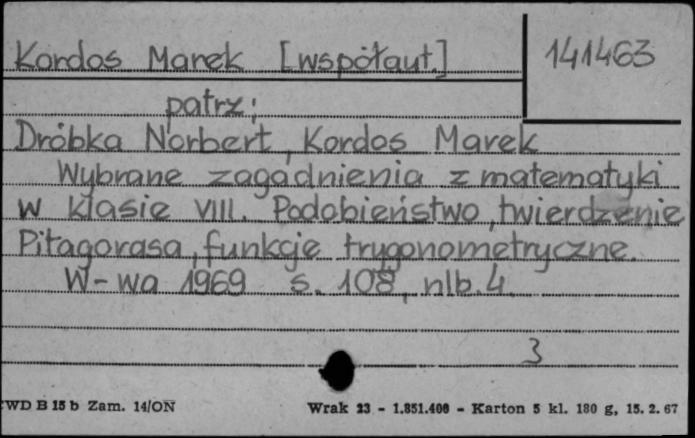 Kordos Marek [współaut.] 141463
patrz:
Dróbka Norbert, Kordos Marek
Wybrane zagadnienia z matematyki
w klasie VIII. Podobieństwo, twierdzenie
Pitagorasa, funkcje trygonometryczne.
W-wa 1969 s. 108, nlb. 4
3
WD B 15 b Zam. 14/ON Wrak 23 - 1.851.400 - Karton 5 kl. 180 g, 15. 2. 67